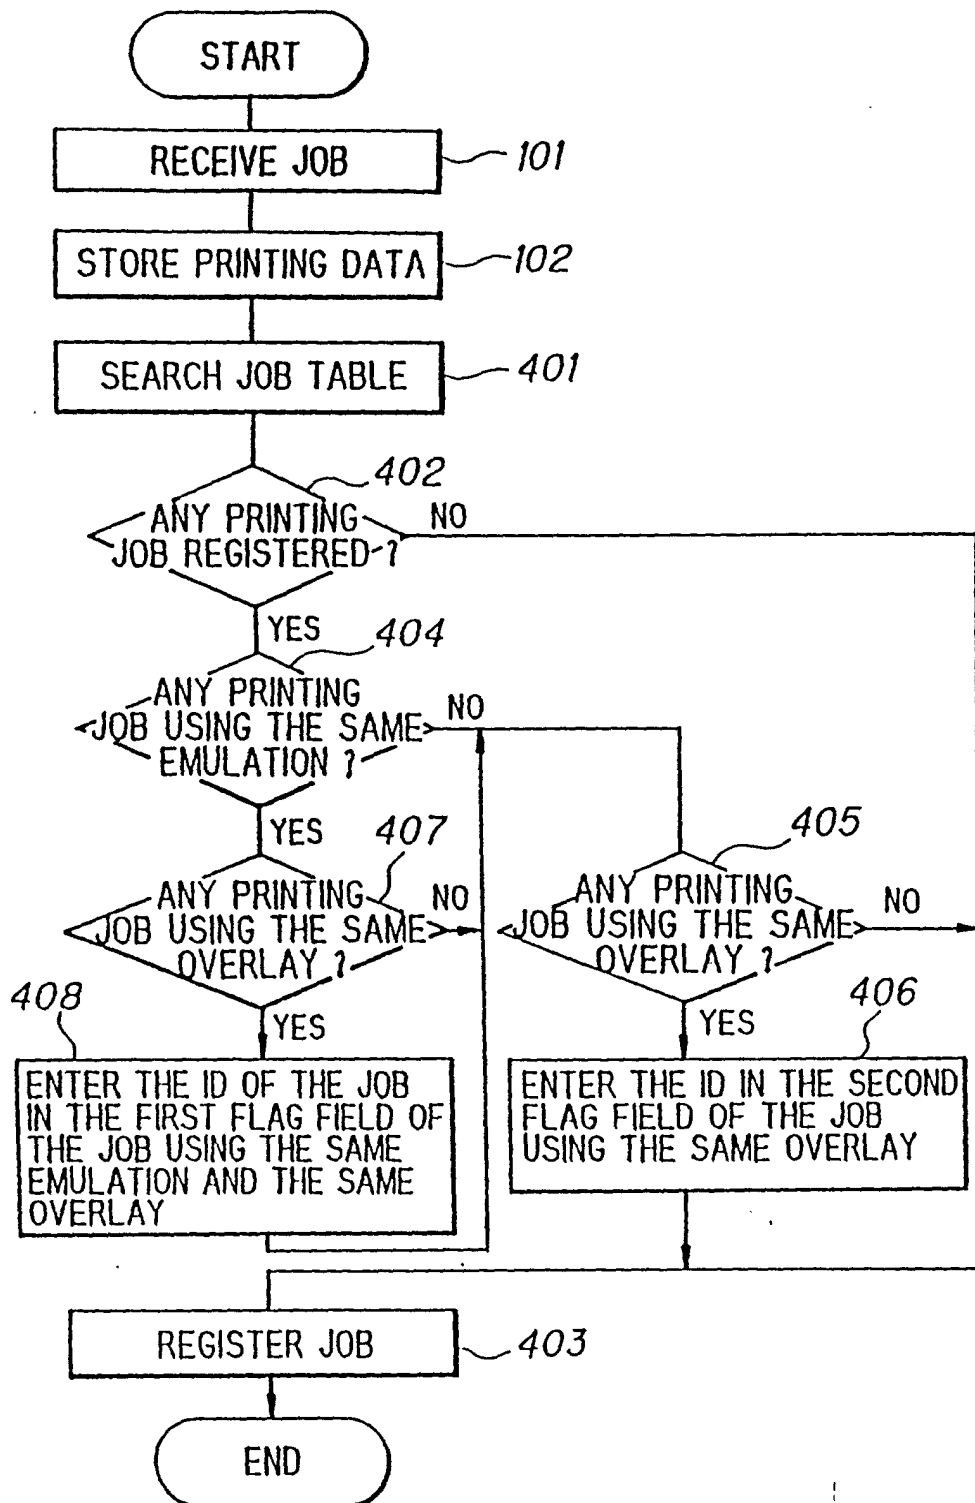 START
RECEIVE JOB
101
STORE PRINTING DATA
102
SEARCH JOB TABLE
401
402
ANY PRINTING
JOB REGISTERED ?
NO
YES
404
ANY PRINTING
JOB USING THE SAME
EMULATION ?
NO
YES
407
ANY PRINTING
JOB USING THE SAME
OVERLAY ?
NO
YES
405
ANY PRINTING
JOB USING THE SAME
OVERLAY ?
NO
YES
408
ENTER THE ID OF THE JOB
IN THE FIRST FLAG FIELD OF
THE JOB USING THE SAME
EMULATION AND THE SAME
OVERLAY
406
ENTER THE ID IN THE SECOND
FLAG FIELD OF THE JOB
USING THE SAME OVERLAY
REGISTER JOB
403
END